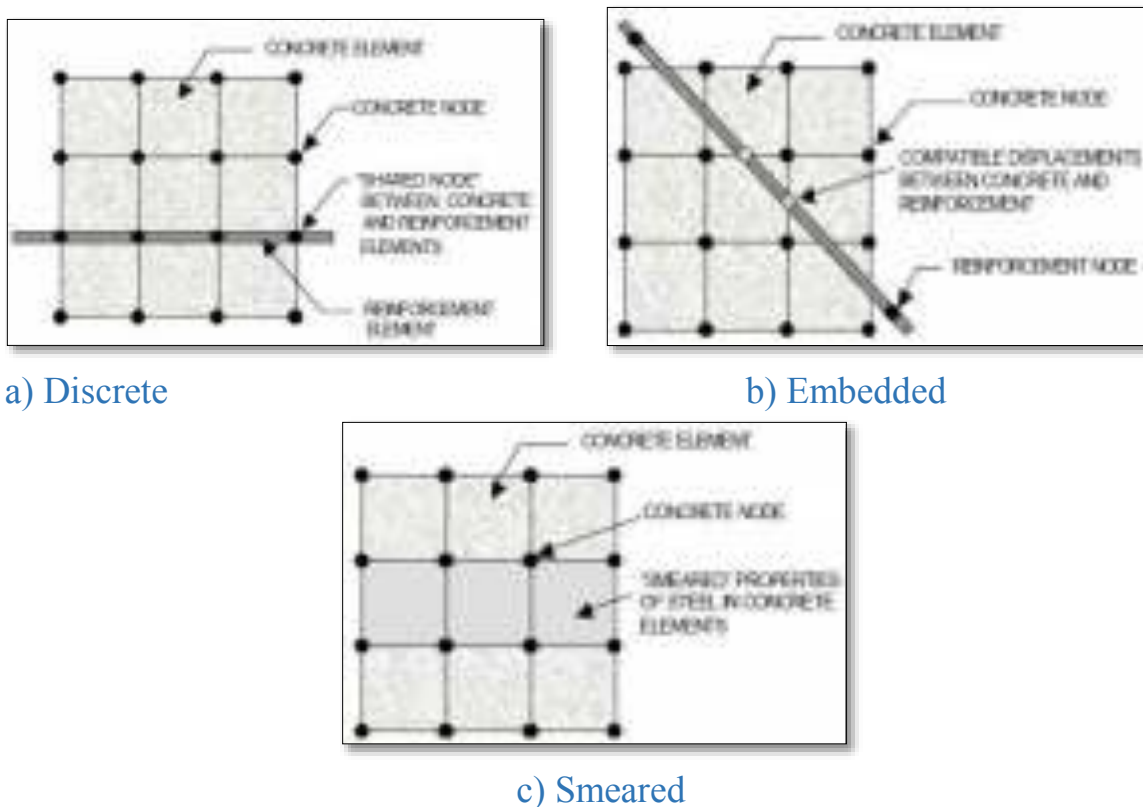 CONCRETE ELEMENT
CONCRETE NODE
"SHARED NODE"
BETWEEN CONCRETE
AND REINFORCEMENT
ELEMENTS
REINFORCEMENT
ELEMENT
a) Discrete
CONCRETE ELEMENT
CONCRETE NODE
COMPATIBLE DISPLACEMENTS
BETWEEN CONCRETE AND
REINFORCEMENT
REINFORCEMENT NODE
b) Embedded
CONCRETE ELEMENT
CONCRETE NODE
"SMEARED" PROPERTIES
OF STEEL IN CONCRETE
ELEMENTS
c) Smeared